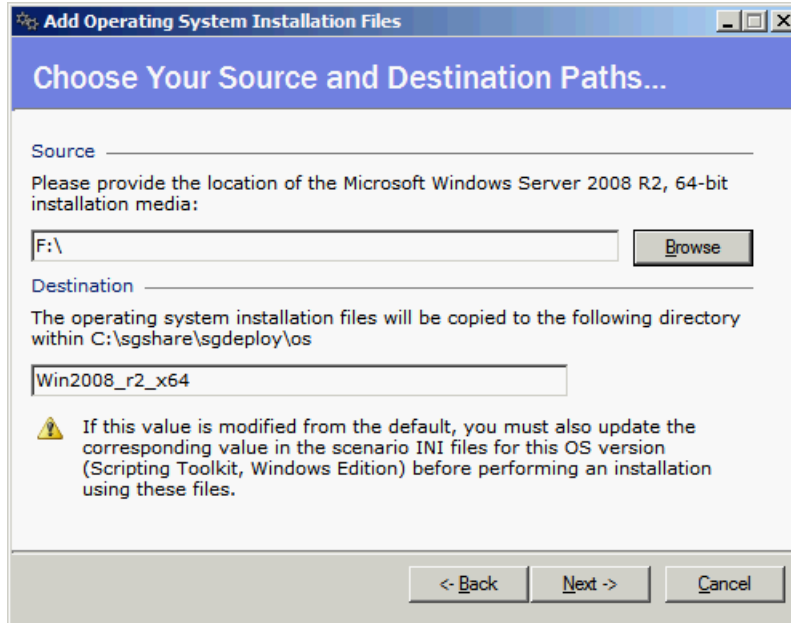 Add Operating System Installation Files
Choose Your Source and Destination Paths...
Source
Please provide the location of the Microsoft Windows Server 2008 R2, 64-bit
installation media:
F:\
Browse
Destination
The operating system installation files will be copied to the following directory
within C:\sgshare\sgdeploy\os
Win2008_r2_x64
If this value is modified from the default, you must also update the
corresponding value in the scenario INI files for this OS version
(Scripting Toolkit, Windows Edition) before performing an installation
using these files.
<- Back
Next ->
Cancel